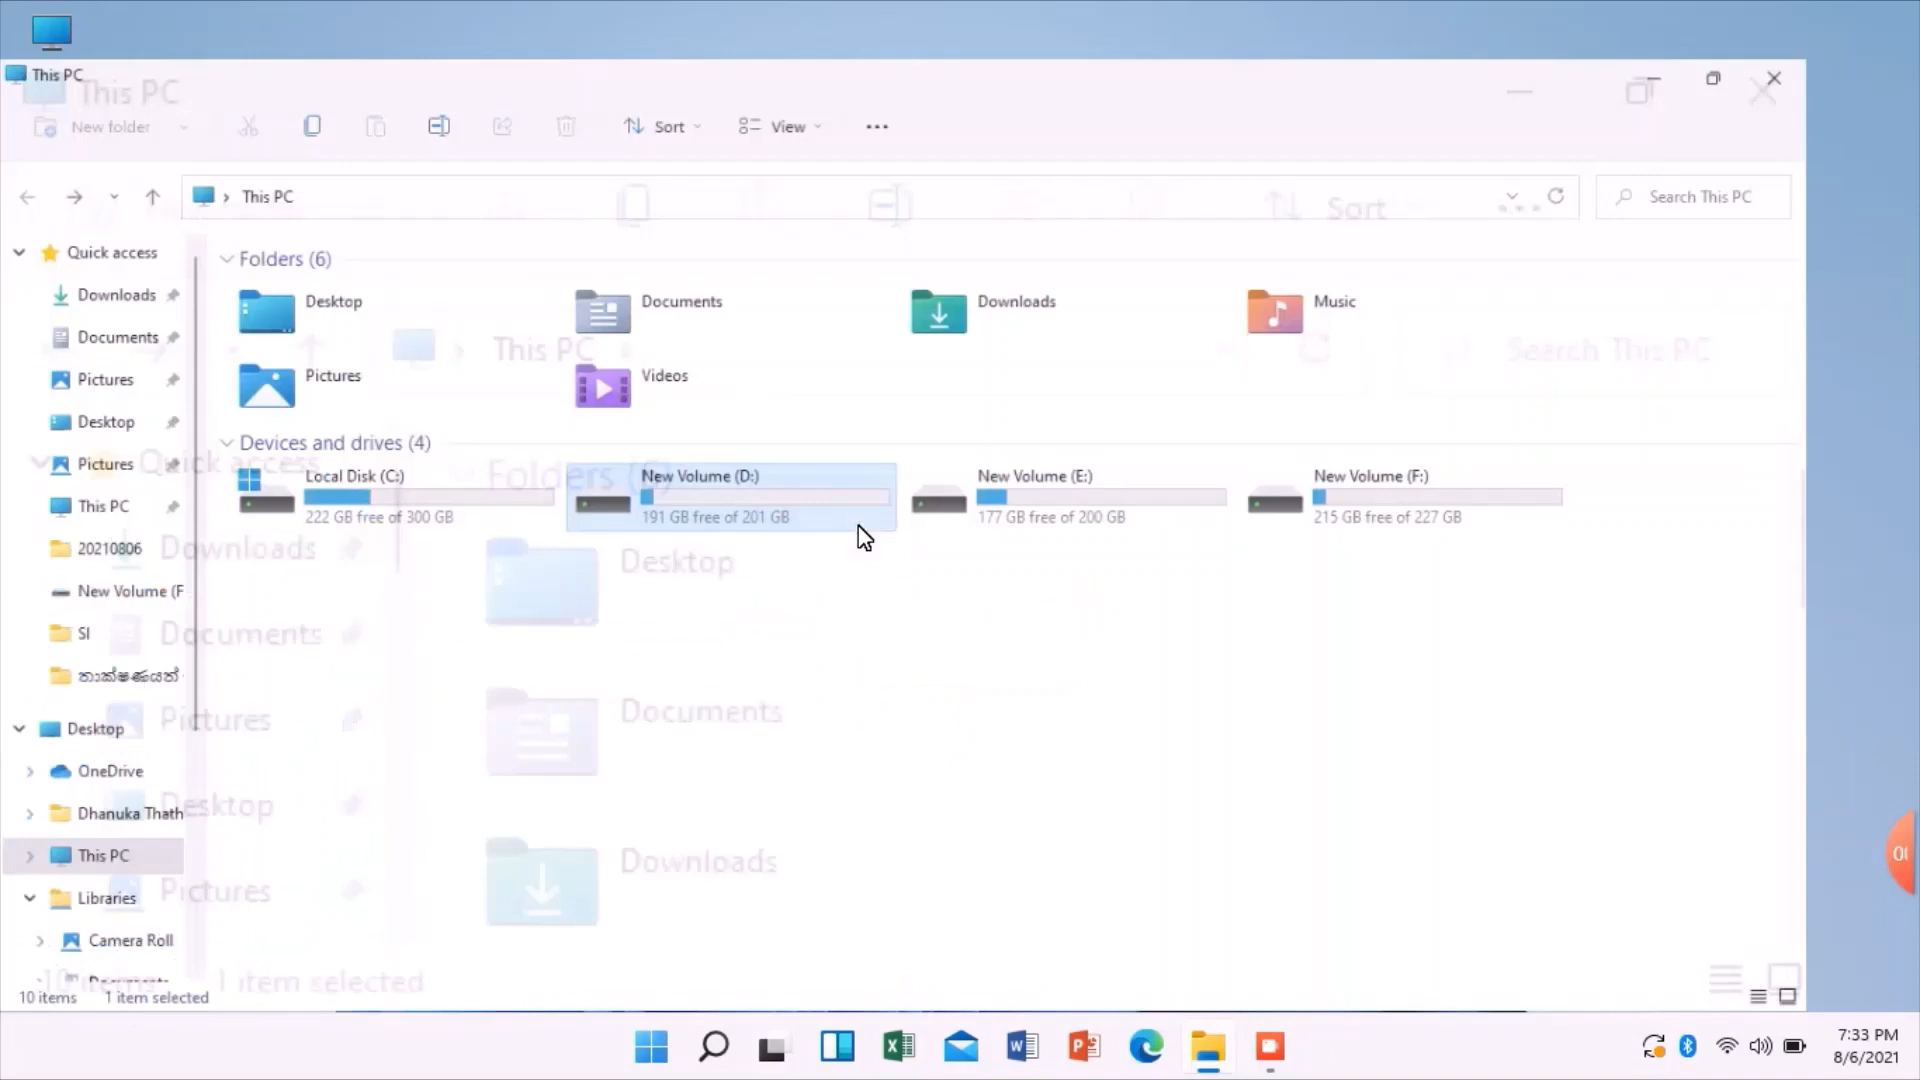 This PC
This PC
New folder
Sort
View
This PC
Search This PC
Sort
Quick access
Downloads
Documents
Pictures
Desktop
Pictures
This PC
20210806
New Volume (F
SI
තාක්ෂණයත්
Desktop
OneDrive
Dhanuka Thath
This PC
Libraries
Camera Roll
10 items
1 item selected
Folders (6)
Desktop
Documents
Downloads
Music
Pictures
Videos
This PC
Search This PC
Devices and drives (4)
Local Disk (C:)
222 GB free of 300 GB
New Volume (D:)
191 GB free of 201 GB
New Volume (E:)
177 GB free of 200 GB
New Volume (F:)
215 GB free of 227 GB
Quick access
Folders (6)
Downloads
Documents
Pictures
Desktop
Pictures
Desktop
Documents
Downloads
10 items
1 item selected
7:33 PM
8/6/2021